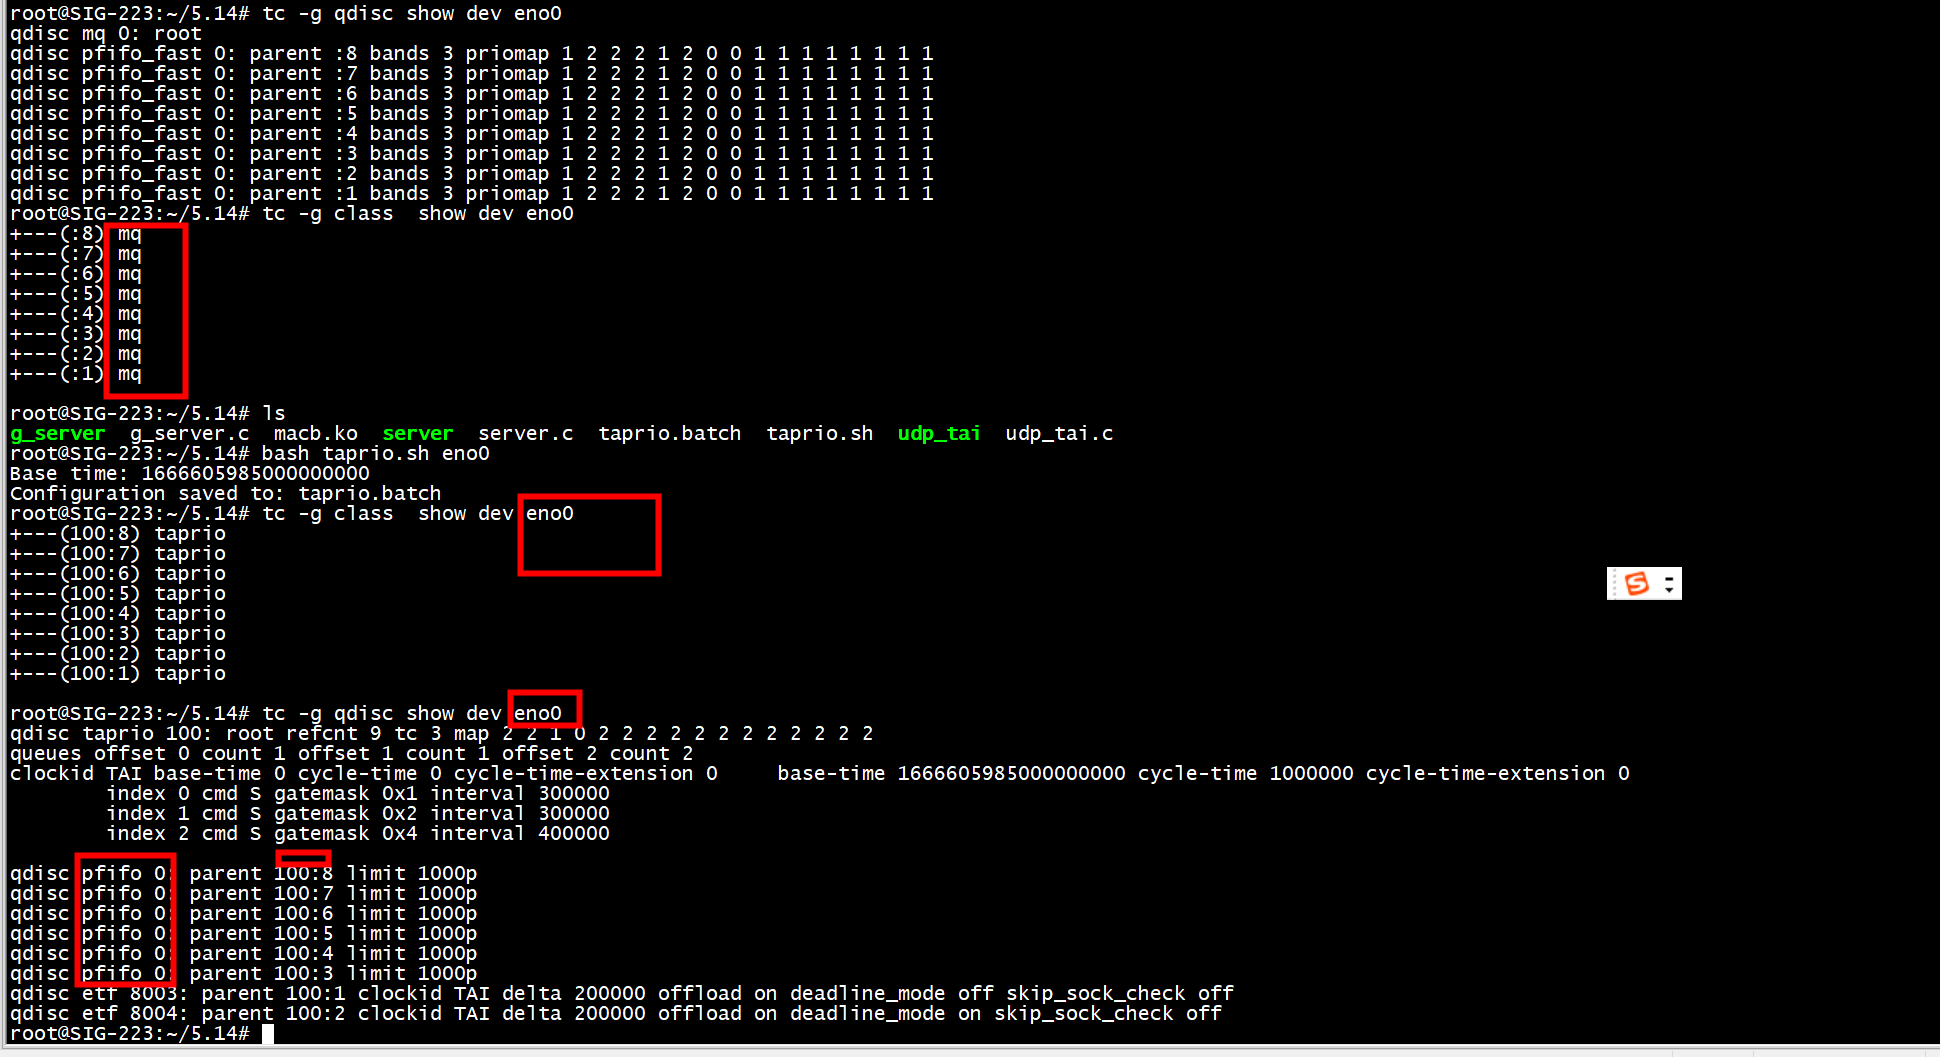 root@SIG-223:~/5.14# tc -g qdisc show dev eno0
qdisc mq 0: root
qdisc pfifo_fast 0: parent :8 bands 3 priomap 1 2 2 2 1 2 0 0 1 1 1 1 1 1 1 1
qdisc pfifo_fast 0: parent :7 bands 3 priomap 1 2 2 2 1 2 0 0 1 1 1 1 1 1 1 1
qdisc pfifo_fast 0: parent :6 bands 3 priomap 1 2 2 2 1 2 0 0 1 1 1 1 1 1 1 1
qdisc pfifo_fast 0: parent :5 bands 3 priomap 1 2 2 2 1 2 0 0 1 1 1 1 1 1 1 1
qdisc pfifo_fast 0: parent :4 bands 3 priomap 1 2 2 2 1 2 0 0 1 1 1 1 1 1 1 1
qdisc pfifo_fast 0: parent :3 bands 3 priomap 1 2 2 2 1 2 0 0 1 1 1 1 1 1 1 1
qdisc pfifo_fast 0: parent :2 bands 3 priomap 1 2 2 2 1 2 0 0 1 1 1 1 1 1 1 1
qdisc pfifo_fast 0: parent :1 bands 3 priomap 1 2 2 2 1 2 0 0 1 1 1 1 1 1 1 1
root@SIG-223:~/5.14# tc -g class  show dev eno0
+---(:8) mq
+---(:7) mq
+---(:6) mq
+---(:5) mq
+---(:4) mq
+---(:3) mq
+---(:2) mq
+---(:1) mq
root@SIG-223:~/5.14# ls
g_server  g_server.c  macb.ko  server  server.c  taprio.batch  taprio.sh  udp_tai  udp_tai.c
root@SIG-223:~/5.14# bash taprio.sh eno0
Base time: 1666605985000000000
Configuration saved to: taprio.batch
root@SIG-223:~/5.14# tc -g class  show dev eno0
+---(100:8) taprio
+---(100:7) taprio
+---(100:6) taprio
+---(100:5) taprio
+---(100:4) taprio
+---(100:3) taprio
+---(100:2) taprio
+---(100:1) taprio
root@SIG-223:~/5.14# tc -g qdisc show dev eno0
qdisc taprio 100: root refcnt 9 tc 3 map 2 2 1 0 2 2 2 2 2 2 2 2 2 2 2 2
queues offset 0 count 1 offset 1 count 1 offset 2 count 2
clockid TAI base-time 0 cycle-time 0 cycle-time-extension 0     base-time 1666605985000000000 cycle-time 1000000 cycle-time-extension 0
        index 0 cmd S gatemask 0x1 interval 300000
        index 1 cmd S gatemask 0x2 interval 300000
        index 2 cmd S gatemask 0x4 interval 400000
qdisc pfifo 0: parent 100:8 limit 1000p
qdisc pfifo 0: parent 100:7 limit 1000p
qdisc pfifo 0: parent 100:6 limit 1000p
qdisc pfifo 0: parent 100:5 limit 1000p
qdisc pfifo 0: parent 100:4 limit 1000p
qdisc pfifo 0: parent 100:3 limit 1000p
qdisc etf 8003: parent 100:1 clockid TAI delta 200000 offload on deadline_mode off skip_sock_check off
qdisc etf 8004: parent 100:2 clockid TAI delta 200000 offload on deadline_mode on skip_sock_check off
root@SIG-223:~/5.14#